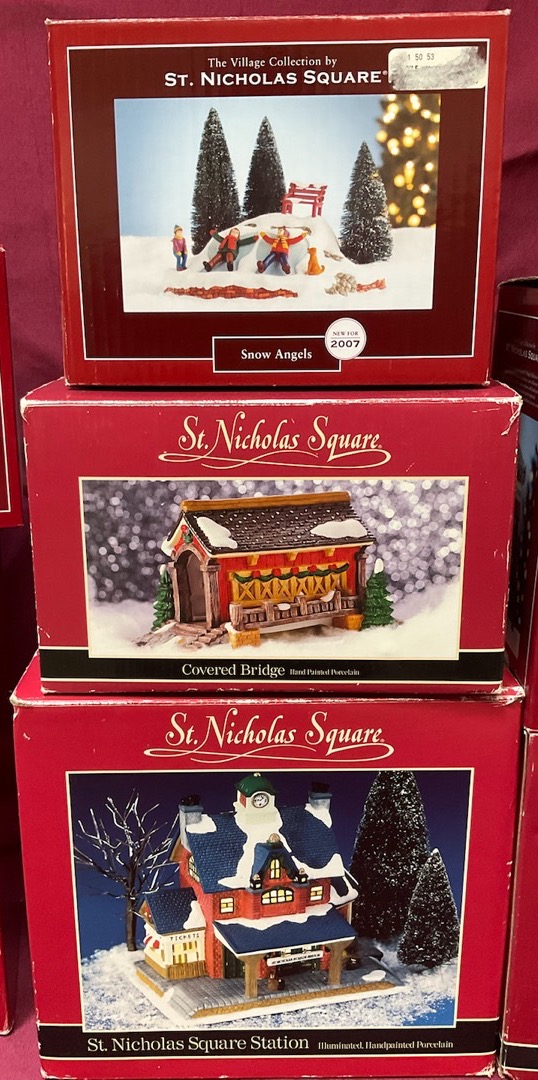 The Village Collection by
ST. NICHOLAS SQUARE®
1 50 53
NEW FOR
2007
Snow Angels
St. Nicholas Square®
Covered Bridge Hand Painted Porcelain
St. Nicholas Square®
TICKETS
St. Nicholas Square Station Illuminated, Handpainted Porcelain